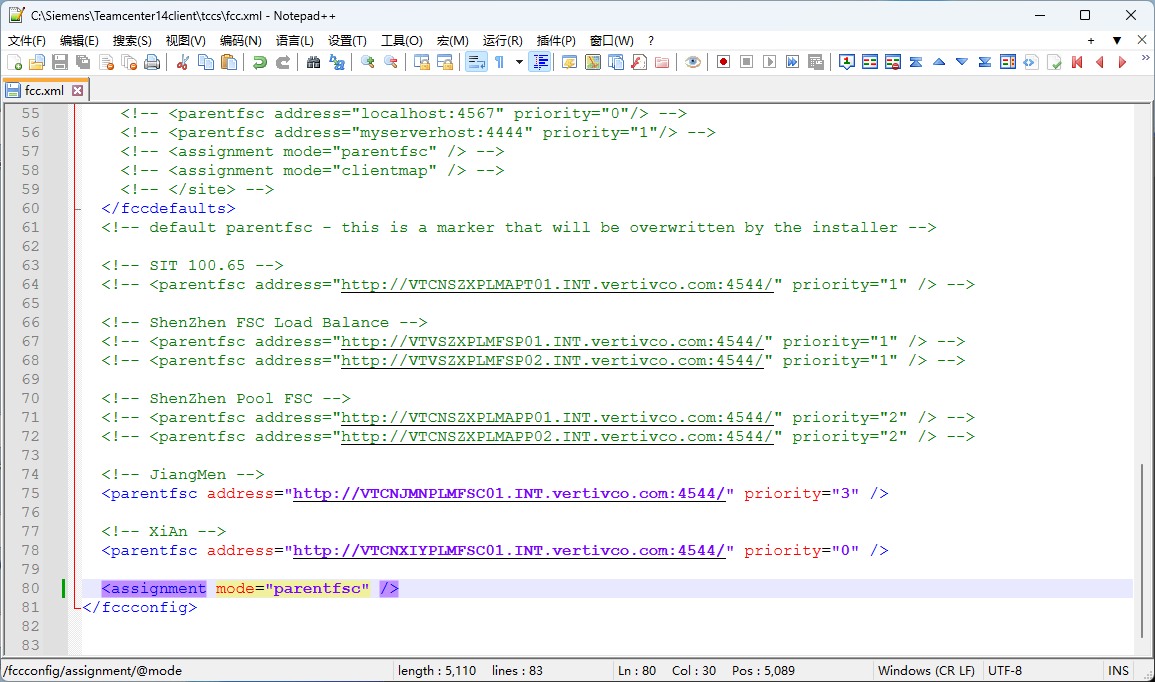 C:\Siemens\Teamcenter14client\tccs\fcc.xml - Notepad++
文件(F) 编辑(E) 搜索(S) 视图(V) 编码(N) 语言(L) 设置(T) 工具(O) 宏(M) 运行(R) 插件(P) 窗口(W) ?
fcc.xml
55 <!-- <parentfsc address="localhost:4567" priority="0"/> -->
56 <!-- <parentfsc address="myserverhost:4444" priority="1"/> -->
57 <!-- <assignment mode="parentfsc" /> -->
58 <!-- <assignment mode="clientmap" /> -->
59 <!-- </site> -->
60 </fccdefaults>
61 <!-- default parentfsc - this is a marker that will be overwritten by the installer -->
62
63 <!-- SIT 100.65 -->
64 <!-- <parentfsc address="http://VTCNSZXPLMAPT01.INT.vertivco.com:4544/" priority="1" /> -->
65
66 <!-- ShenZhen FSC Load Balance -->
67 <!-- <parentfsc address="http://VTVSZXPLMFSP01.INT.vertivco.com:4544/" priority="1" /> -->
68 <!-- <parentfsc address="http://VTVSZXPLMFSP02.INT.vertivco.com:4544/" priority="1" /> -->
69
70 <!-- ShenZhen Pool FSC -->
71 <!-- <parentfsc address="http://VTCNSZXPLMAPP01.INT.vertivco.com:4544/" priority="2" /> -->
72 <!-- <parentfsc address="http://VTCNSZXPLMAPP02.INT.vertivco.com:4544/" priority="2" /> -->
73
74 <!-- JiangMen -->
75 <parentfsc address="http://VTCNJMNPLMFSC01.INT.vertivco.com:4544/" priority="3" />
76
77 <!-- XiAn -->
78 <parentfsc address="http://VTCNXIYPLMFSC01.INT.vertivco.com:4544/" priority="0" />
79
80 <assignment mode="parentfsc" />
81 </fccconfig>
82
83
/fccconfig/assignment/@mode length : 5,110 lines : 83 Ln : 80 Col : 30 Pos : 5,089 Windows (CR LF) UTF-8 INS